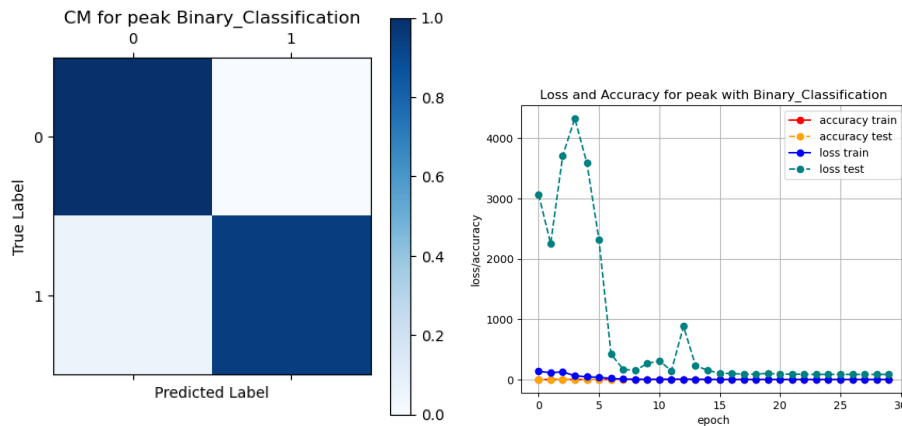 CM for peak Binary_Classification
0 1
1.0
0.8
0.6
0.4
0.2
0.0
True Label
0
1
Predicted Label
Loss and Accuracy for peak with Binary_Classification
accuracy train
accuracy test
loss train
loss test
loss/accuracy
4000
3000
2000
1000
0
0 5 10 15 20 25 30
epoch